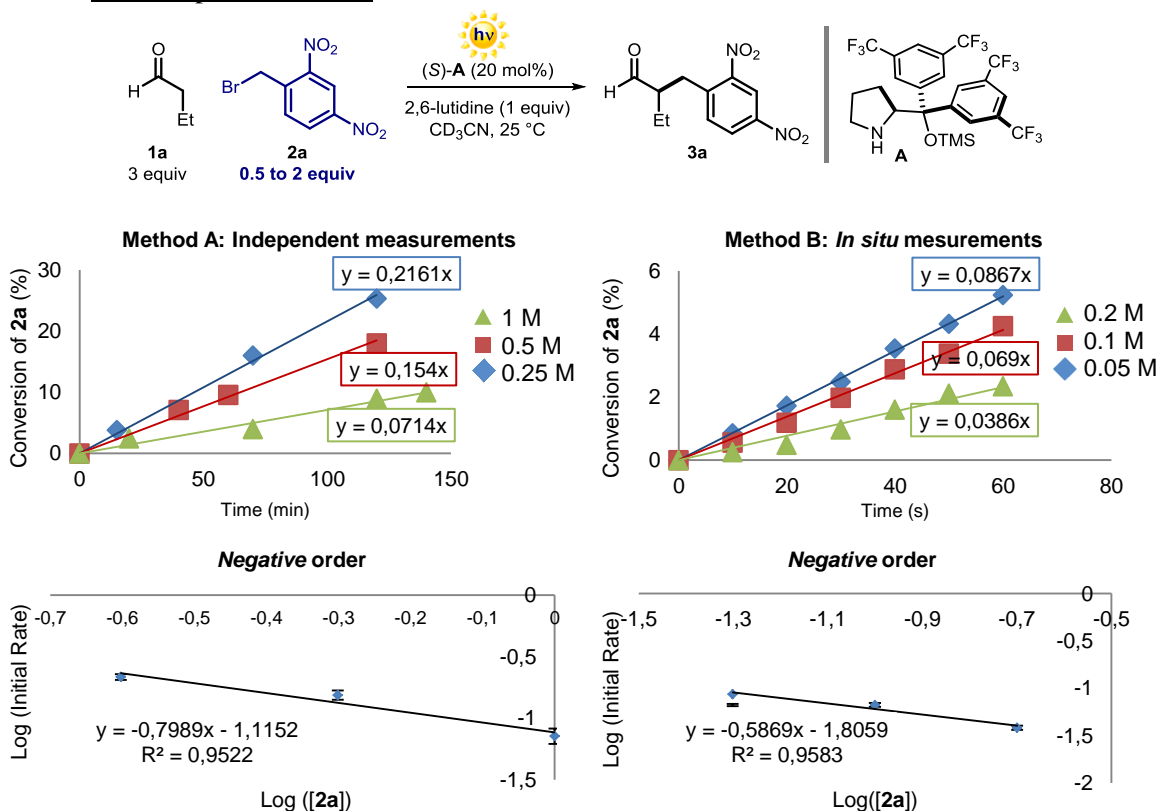 hν
O
H
Et
1a
3 equiv
Br
NO2
NO2
2a
0.5 to 2 equiv
(S)-A (20 mol%)
2,6-lutidine (1 equiv)
CD3CN, 25 °C
O
H
Et
NO2
NO2
3a
F3C
CF3
CF3
CF3
N
H
OTMS
A
Method A: Independent measurements
Conversion of 2a (%)
30
20
10
0
0 50 100 150
Time (min)
y = 0,2161x
y = 0,154x
y = 0,0714x
1 M
0.5 M
0.25 M
Method B: In situ mesurements
Conversion of 2a (%)
6
4
2
0
0 20 40 60 80
Time (s)
y = 0,0867x
y = 0,069x
y = 0,0386x
0.2 M
0.1 M
0.05 M
Negative order
Log (Initial Rate)
-0,7 -0,6 -0,5 -0,4 -0,3 -0,2 -0,1 0
0
-0,5
-1
-1,5
y = -0,7989x - 1,1152
R² = 0,9522
Log ([2a])
Negative order
Log (Initial Rate)
-1,5 -1,3 -1,1 -0,9 -0,7 -0,5
0
-0,5
-1
-1,5
-2
y = -0,5869x - 1,8059
R² = 0,9583
Log([2a])